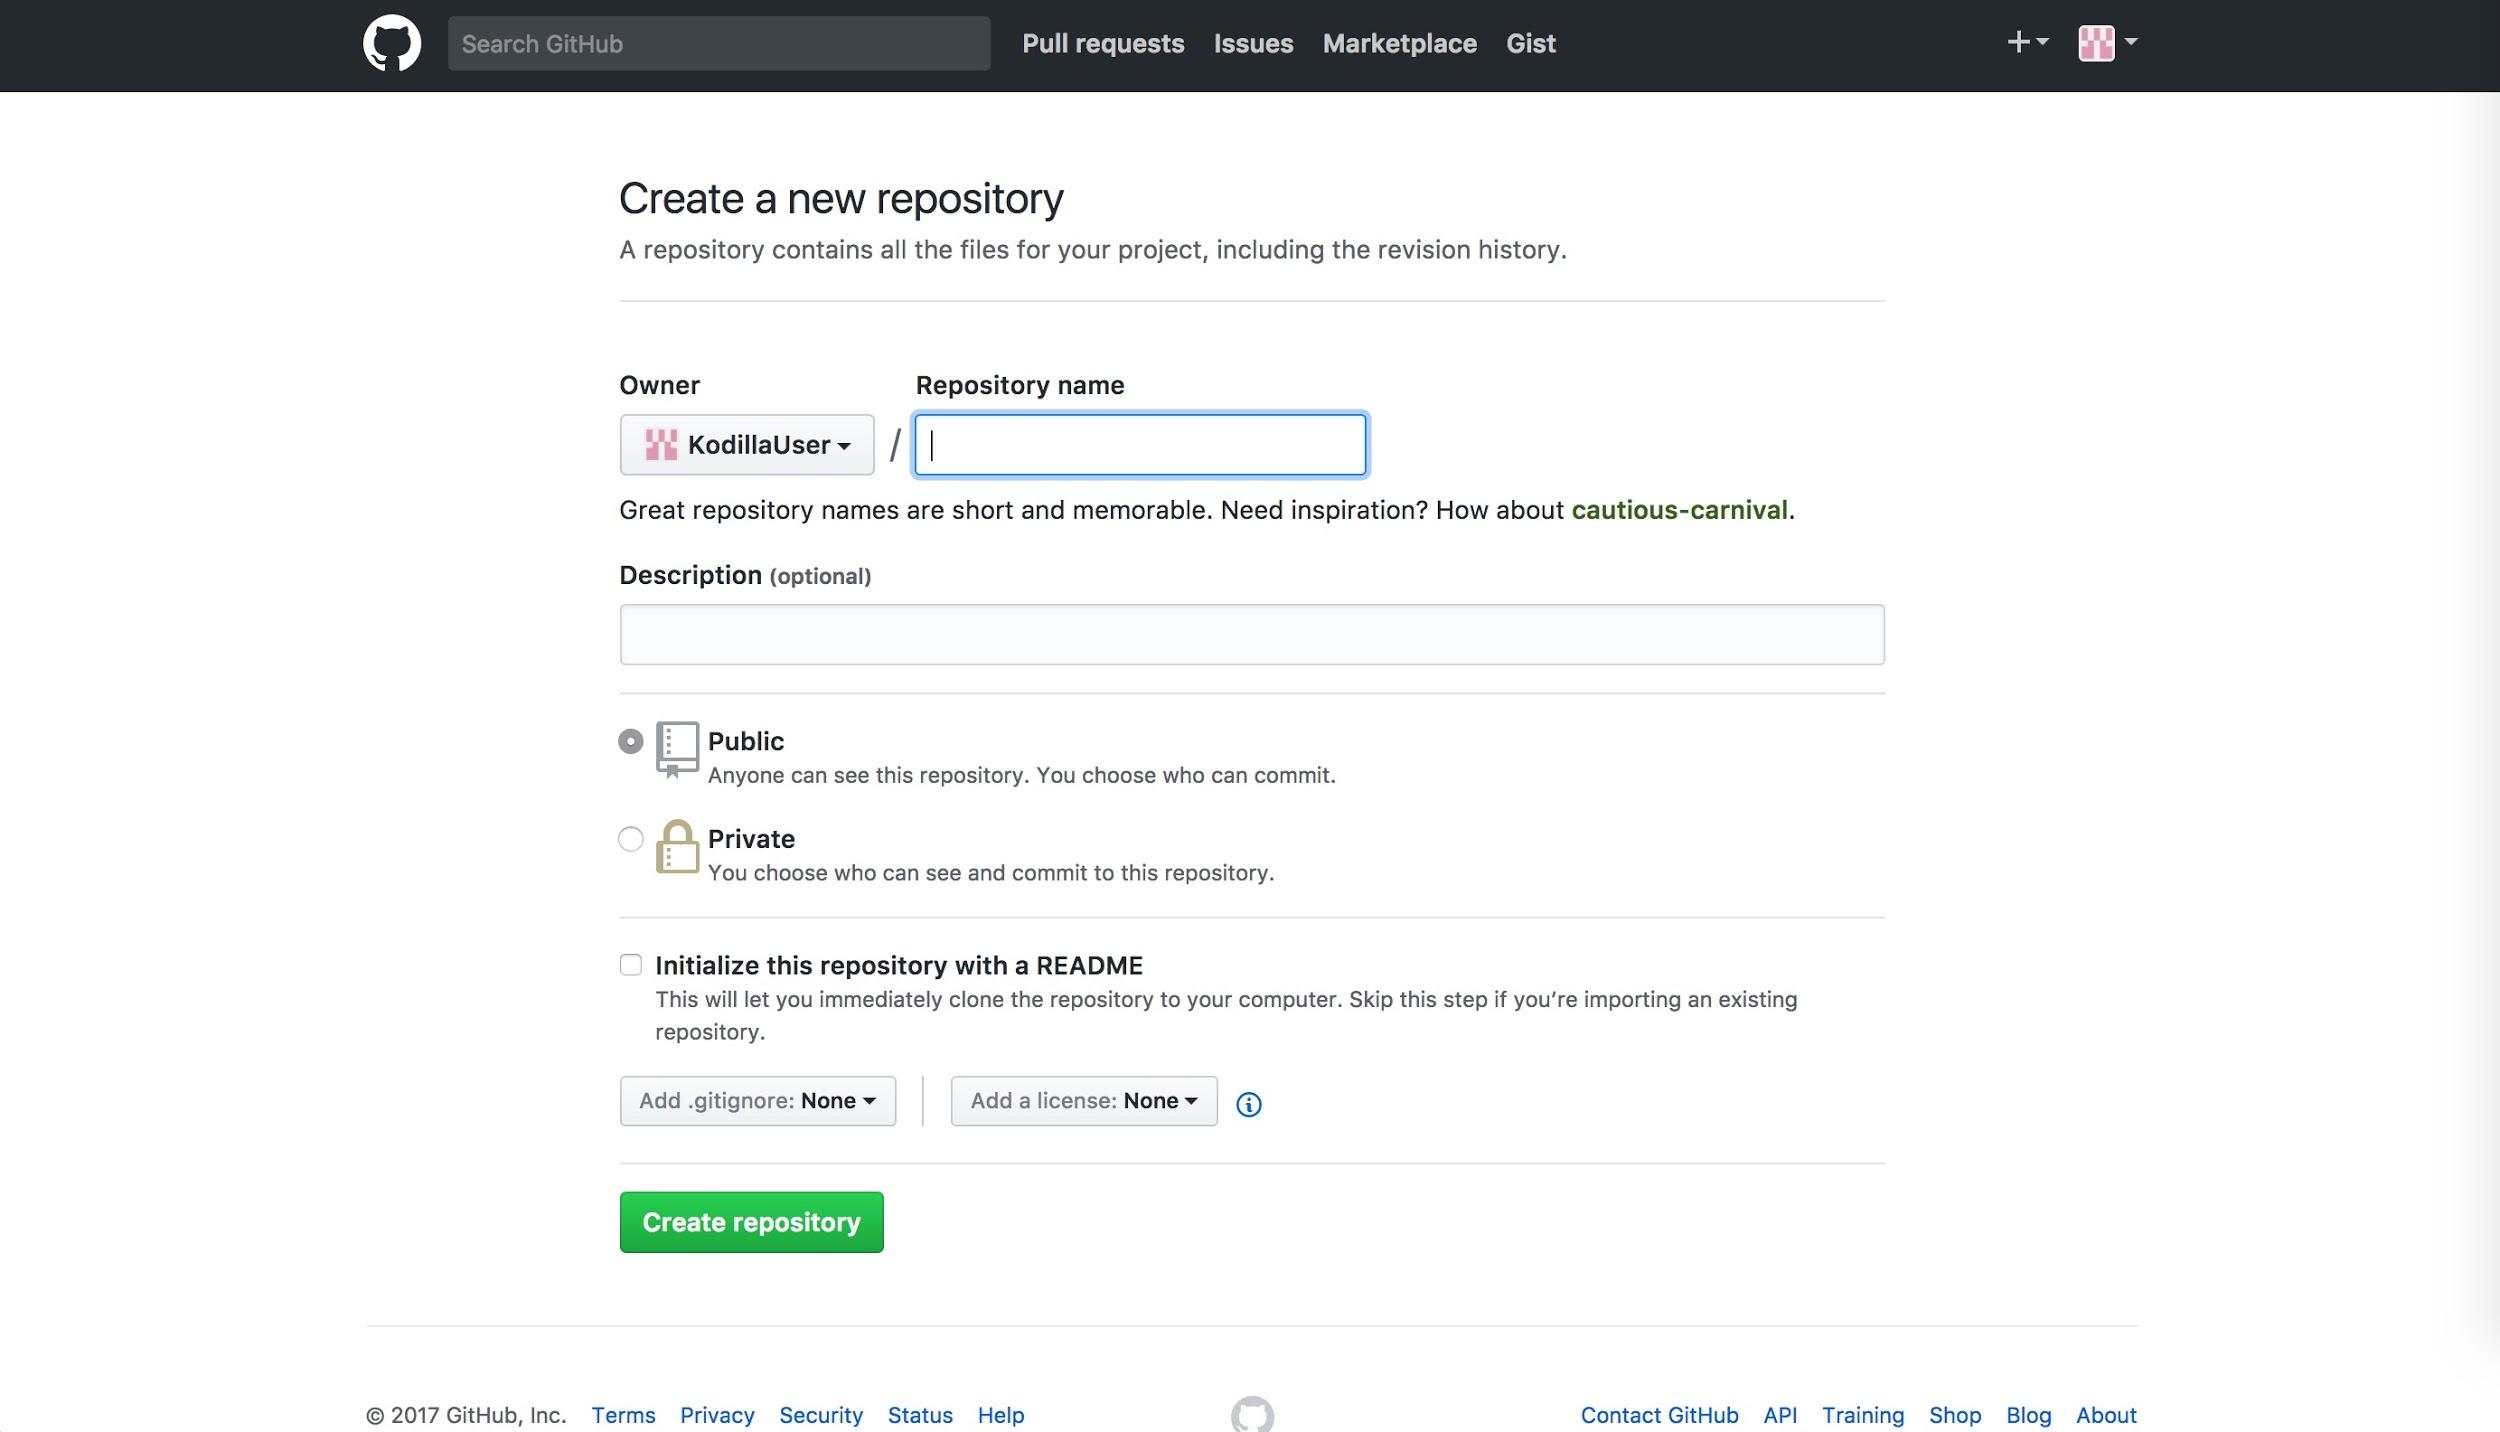 Search GitHub Pull requests Issues Marketplace Gist
Create a new repository
A repository contains all the files for your project, including the revision history.
Owner Repository name
KodillaUser /
Great repository names are short and memorable. Need inspiration? How about cautious-carnival.
Description (optional)
Public
Anyone can see this repository. You choose who can commit.
Private
You choose who can see and commit to this repository.
Initialize this repository with a README
This will let you immediately clone the repository to your computer. Skip this step if you’re importing an existing
repository.
Add .gitignore: None Add a license: None
Create repository
© 2017 GitHub, Inc. Terms Privacy Security Status Help Contact GitHub API Training Shop Blog About